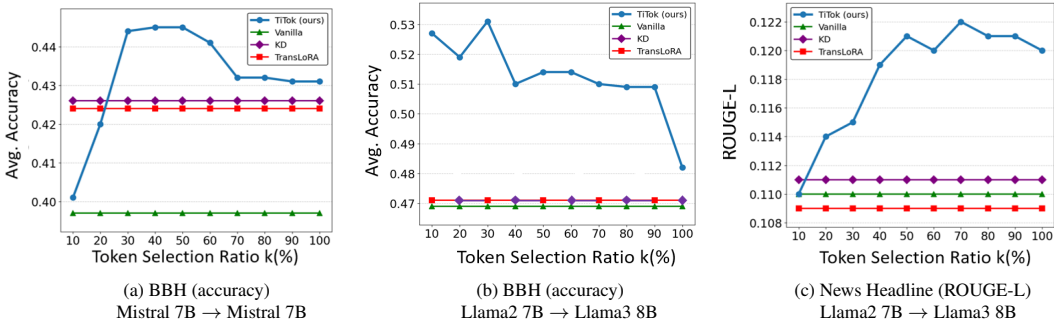 TiTok (ours)
Vanilla
KD
TransLoRA
Avg. Accuracy
0.44
0.43
0.42
0.41
0.40
10 20 30 40 50 60 70 80 90 100
Token Selection Ratio k(%)
(a) BBH (accuracy)
Mistral 7B → Mistral 7B
TiTok (ours)
Vanilla
KD
TransLoRA
Avg. Accuracy
0.53
0.52
0.51
0.50
0.49
0.48
0.47
10 20 30 40 50 60 70 80 90 100
Token Selection Ratio k(%)
(b) BBH (accuracy)
Llama2 7B → Llama3 8B
TiTok (ours)
Vanilla
KD
TransLoRA
ROUGE-L
0.122
0.120
0.118
0.116
0.114
0.112
0.110
0.108
10 20 30 40 50 60 70 80 90 100
Token Selection Ratio k(%)
(c) News Headline (ROUGE-L)
Llama2 7B → Llama3 8B